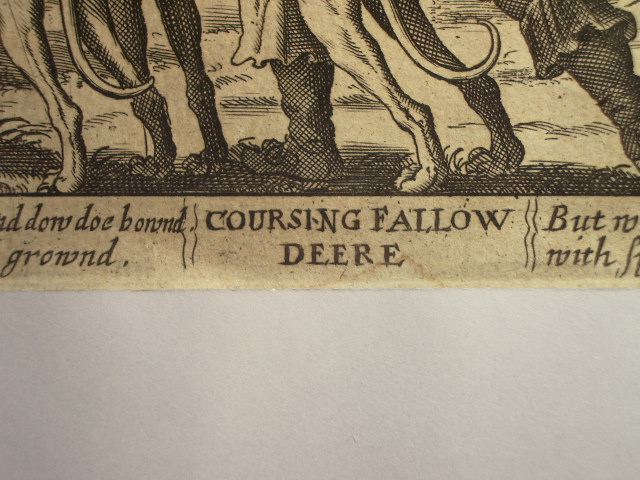 nd dow doe bownd. COURSING FALLOW But w
grownd. DEERE with